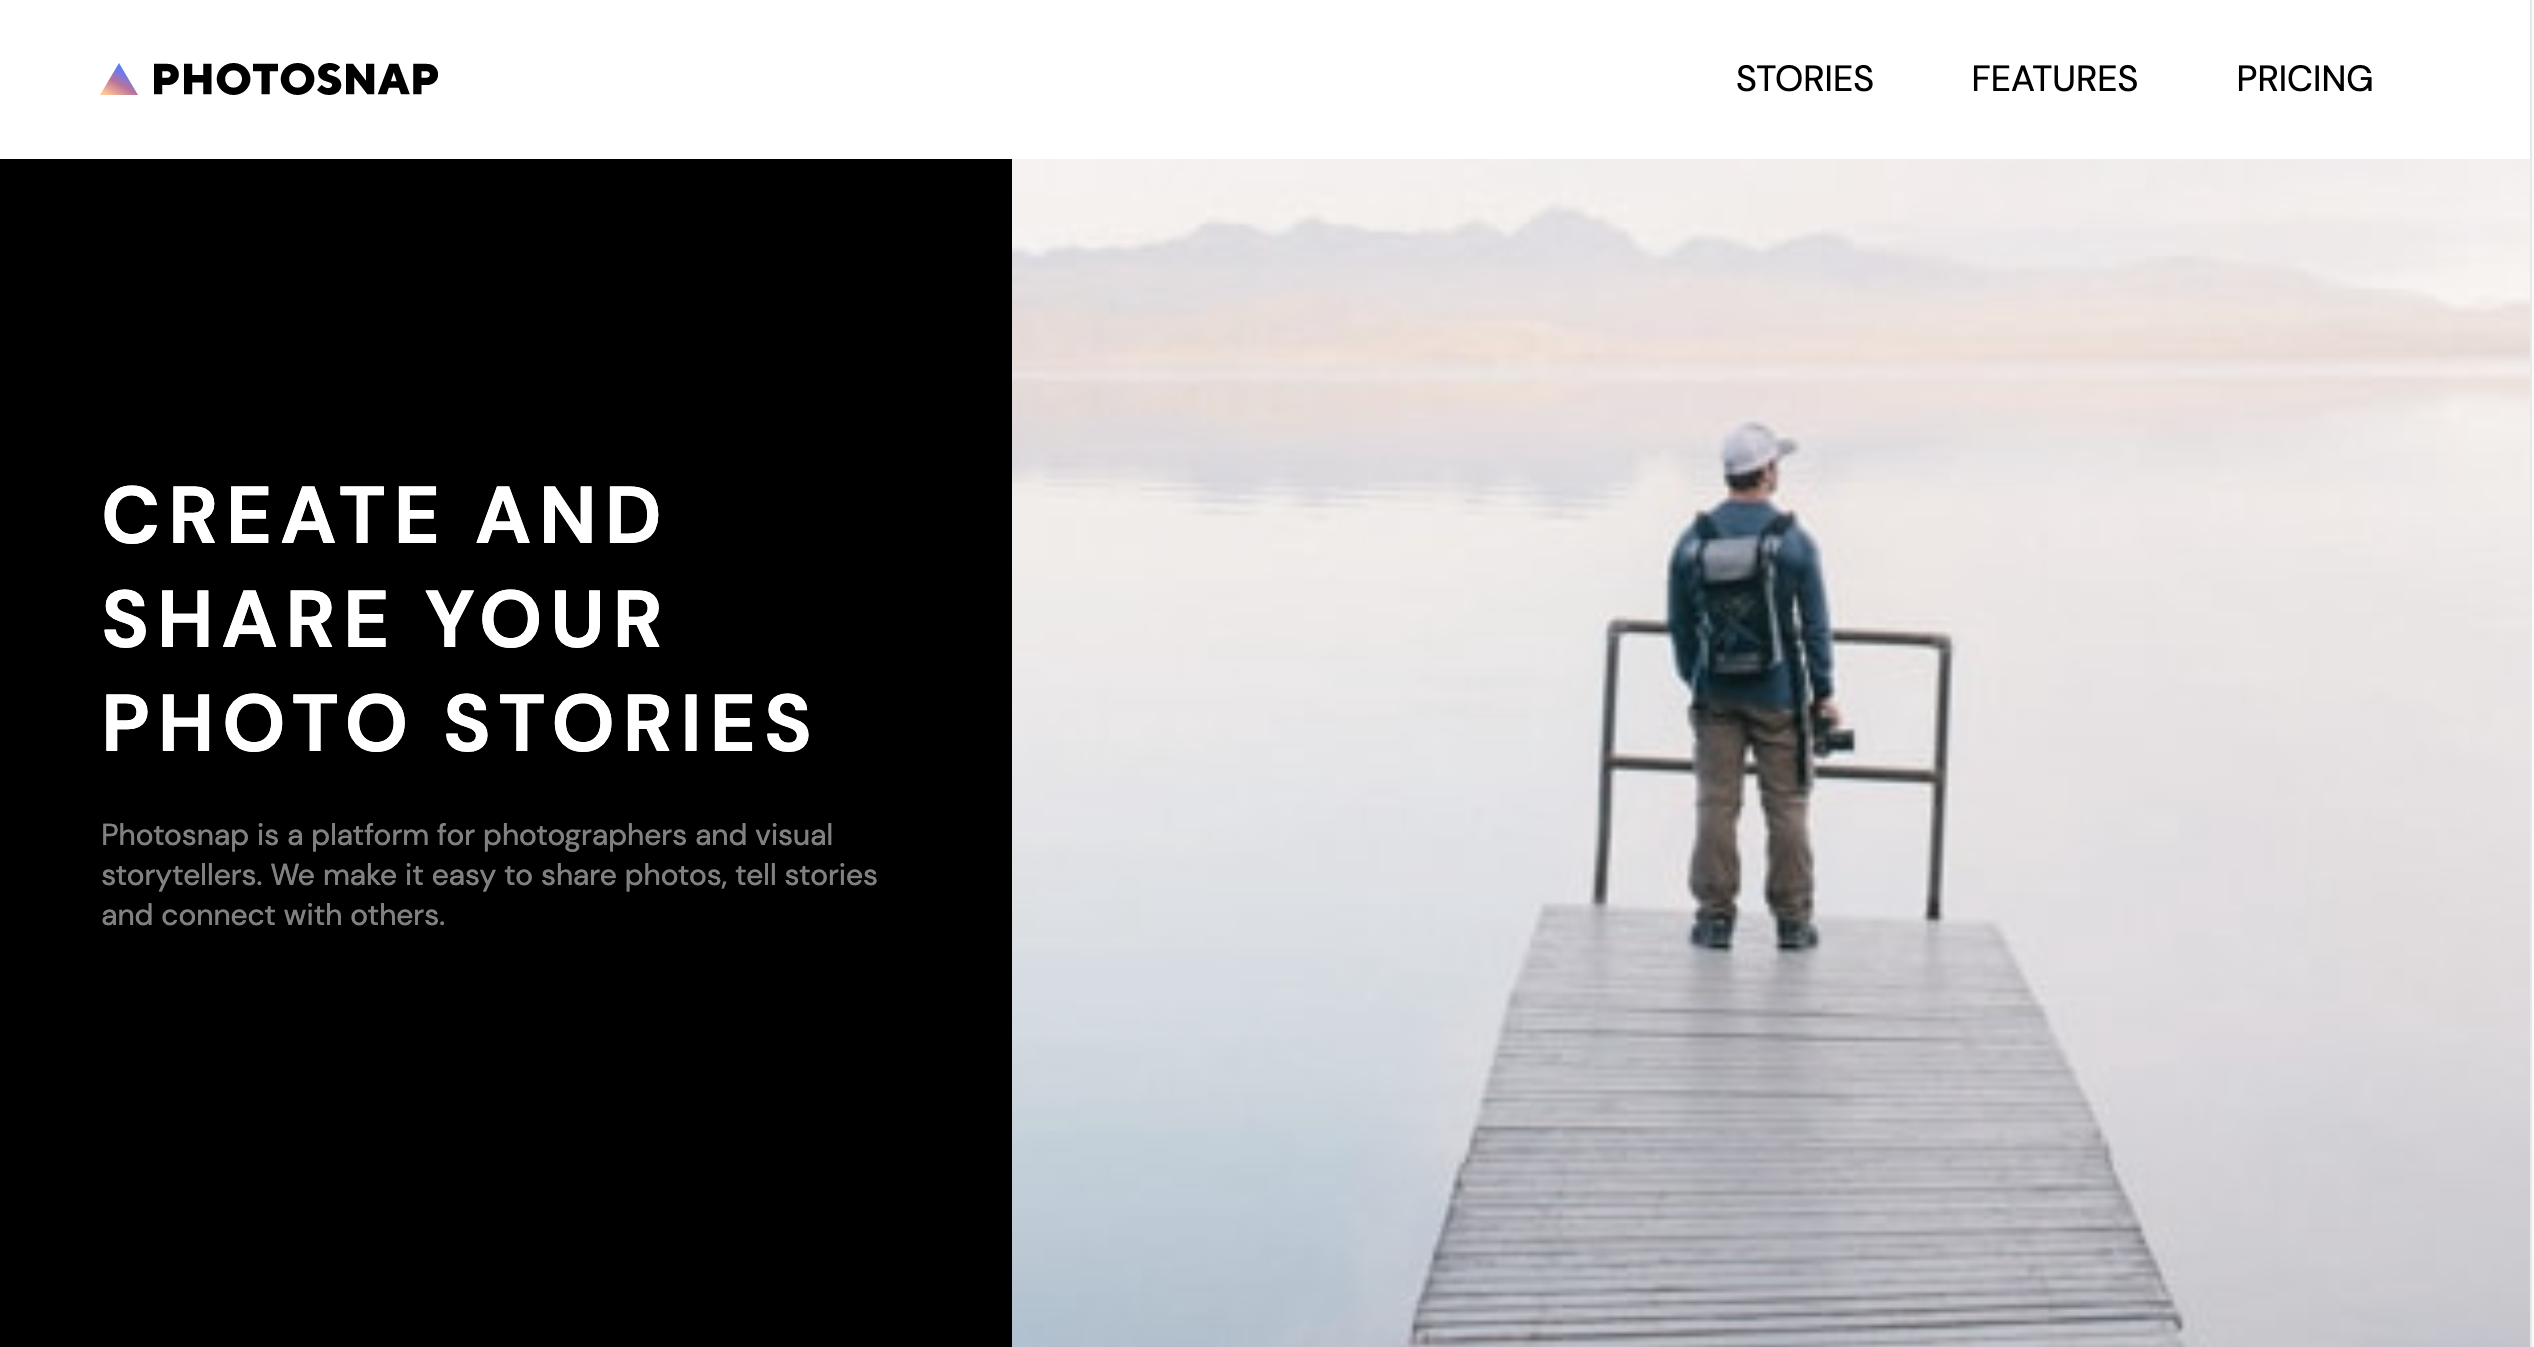 PHOTOSNAP
STORIES FEATURES PRICING
CREATE AND
SHARE YOUR
PHOTO STORIES
Photosnap is a platform for photographers and visual
storytellers. We make it easy to share photos, tell stories
and connect with others.